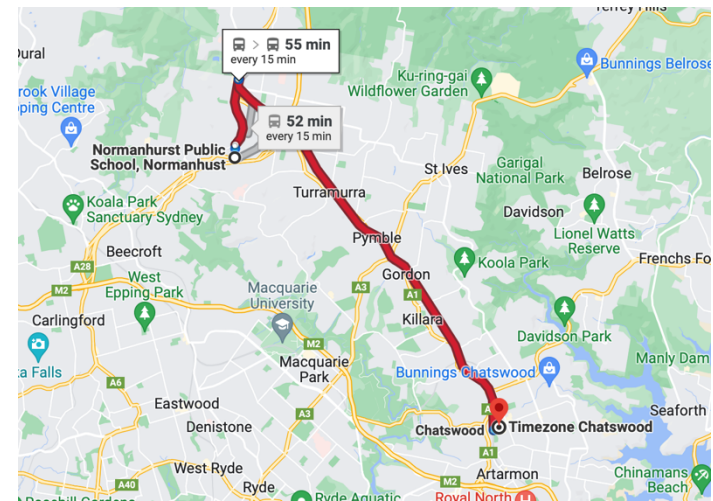 Terrey Hills
Dural
55 min
every 15 min
Bunnings Belrose
Ku-ring-gai
Wildflower Garden
52 min
every 15 min
Normanhurst Public
School, Normanhust
St Ives
Garigal
National Park
Belrose
Koala Park
Sanctuary Sydney
Turramurra
Davidson
Lionel Watts
Reserve
Pymble
Beecroft
Koola Park
Frenchs Fo
A28
M2
West
Epping Park
Macquarie
University
A3
Gordon
A1
Carlingford
Killara
Davidson Park
M2
Macquarie
Park
Bunnings Chatswood
Manly Dam
ka Falls
A6
Eastwood
Denistone
A3
Chatswood
Timezone Chatswood
Seaforth
A1
West Ryde
Artarmon
Chinamans
Beach
A40
Ryde
Ryde Aquatic
Royal North